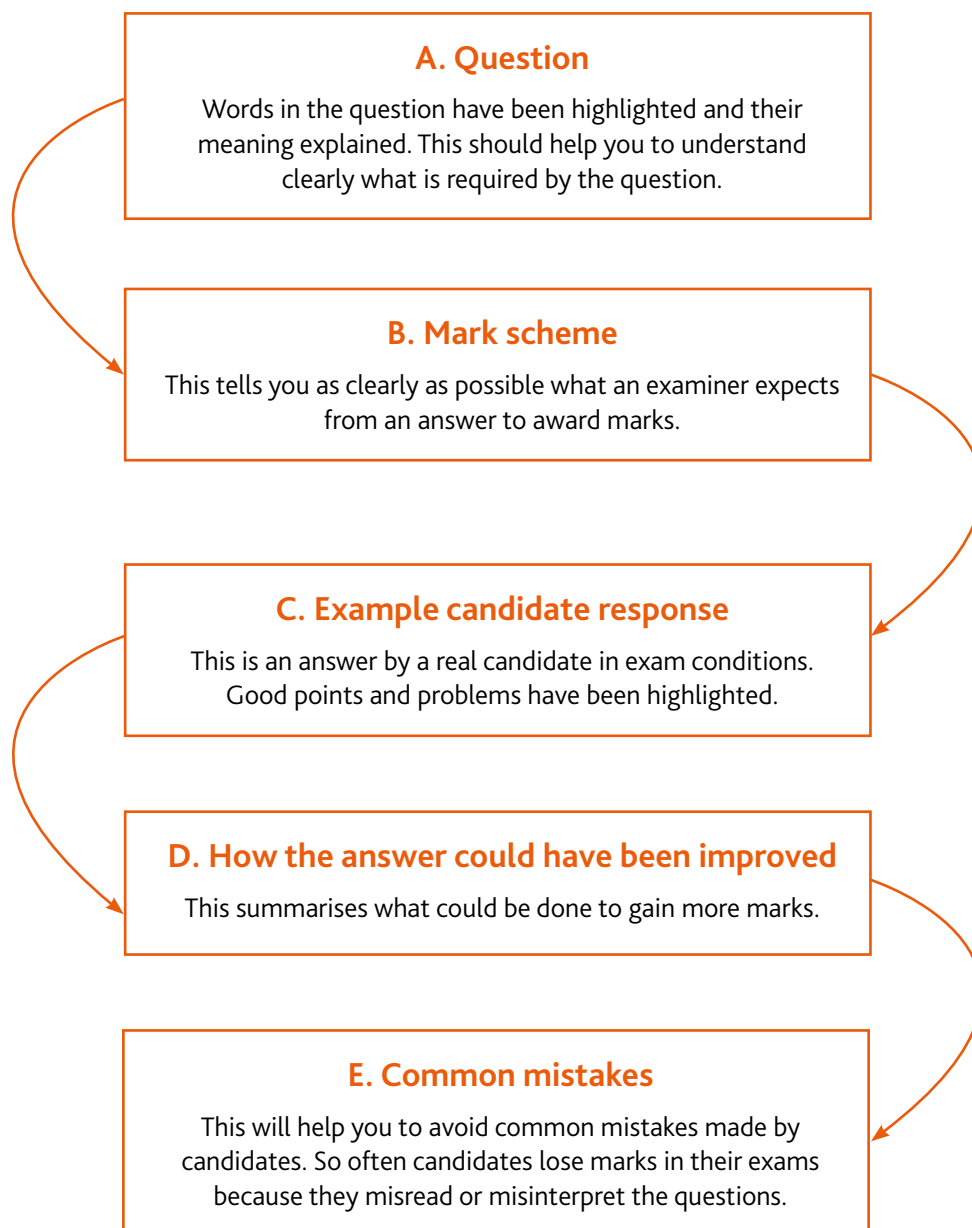 A. Question
Words in the question have been highlighted and their
meaning explained. This should help you to understand
clearly what is required by the question.
B. Mark scheme
This tells you as clearly as possible what an examiner expects
from an answer to award marks.
C. Example candidate response
This is an answer by a real candidate in exam conditions.
Good points and problems have been highlighted.
D. How the answer could have been improved
This summarises what could be done to gain more marks.
E. Common mistakes
This will help you to avoid common mistakes made by
candidates. So often candidates lose marks in their exams
because they misread or misinterpret the questions.